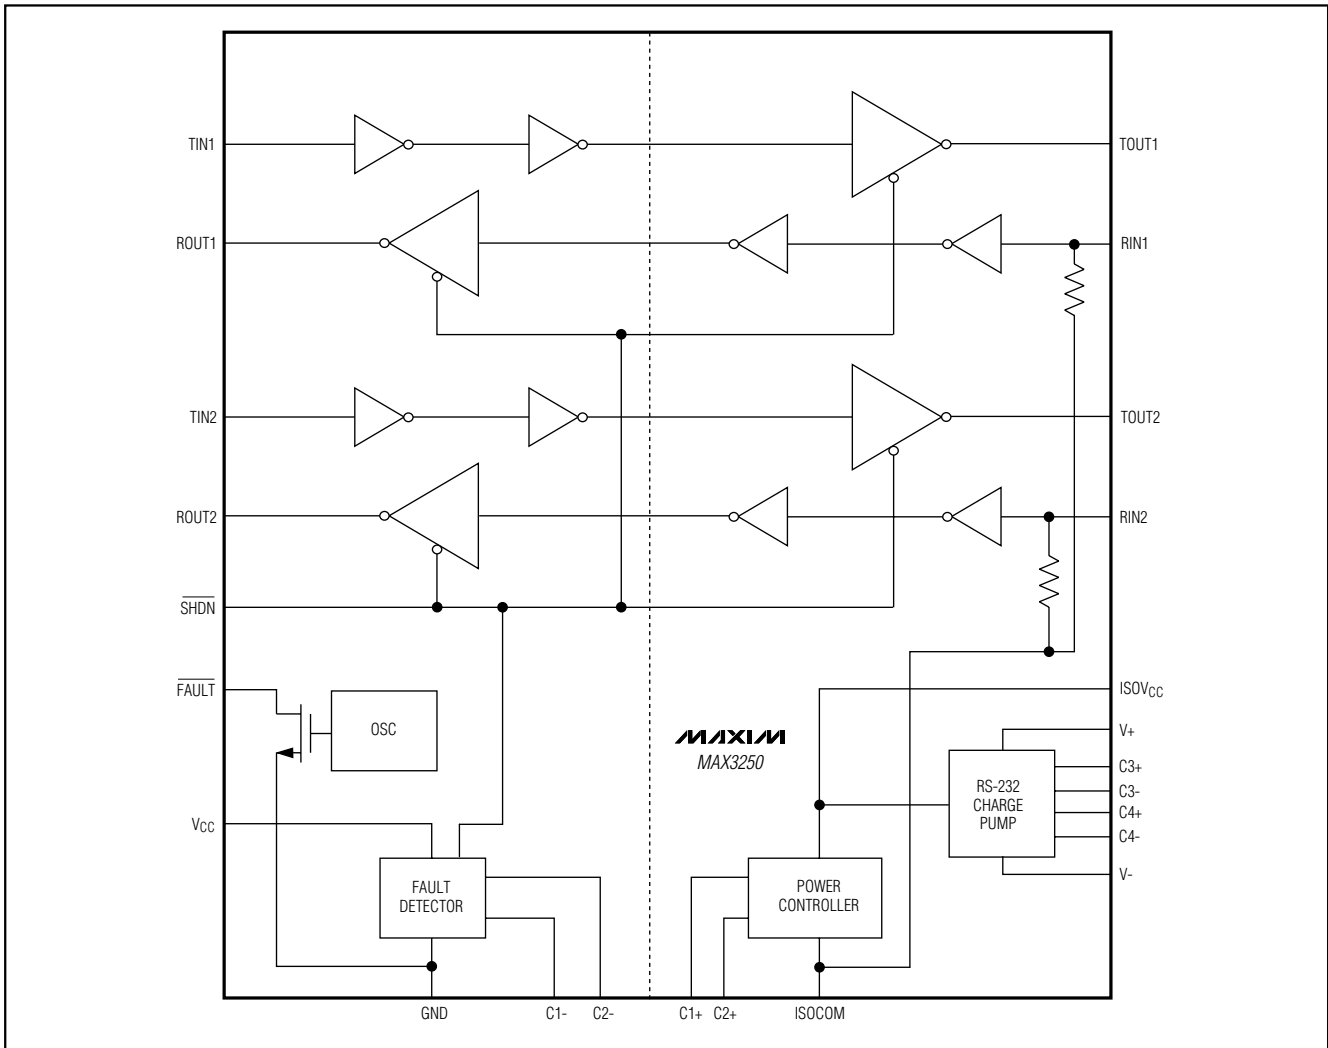 TIN1
TOUT1
ROUT1
RIN1
TIN2
TOUT2
ROUT2
RIN2
SHDN
FAULT
OSC
ISOVCC
MAXIM
MAX3250
V+
RS-232
CHARGE
PUMP
C3+
C3-
C4+
C4-
V-
VCC
FAULT
DETECTOR
POWER
CONTROLLER
GND
C1-
C2-
C1+
C2+
ISOCOM